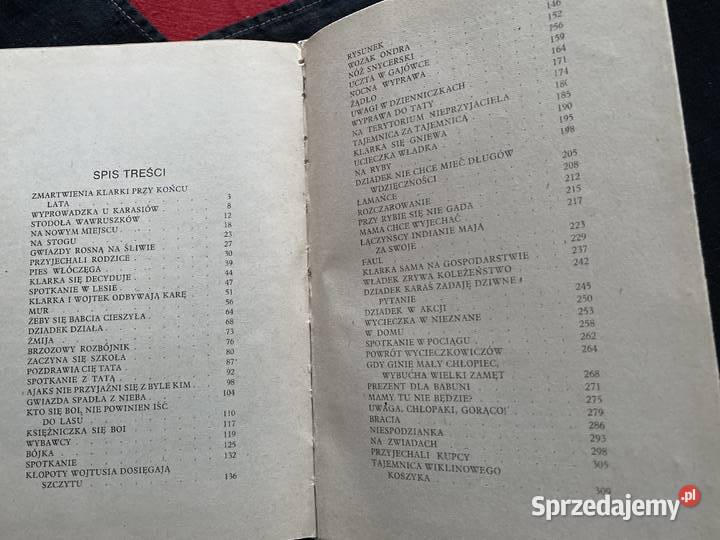 SPIS TREŚCI
ZMARTWIENIA KLARKI PRZY KOŃCU
LATA 3
WYPROWADZKA U KARASIÓW 8
STODOŁA WAWRUSZKÓW 12
NA NOWYM MIEJSCU 18
NA STOGU 23
GWIAZDY ROSNĄ NA ŚLIWIE 27
PRZYJECHALI RODZICE 30
PIES WŁÓCZĘGA 39
KLARKA SIĘ DECYDUJE 44
SPOTKANIE W LESIE 47
KLARKA I WOJTEK ODBYWAJĄ KARĘ 51
MUR 56
ŻEBY SIĘ BABCIA CIESZYŁA 64
DZIADEK DZIAŁA 68
ŻMIJA 73
BRZOZOWY ROZBÓJNIK 76
ZACZYNA SIĘ SZKOŁA 80
POZDRAWIA CIĘ TATA 87
SPOTKANIE Z TATĄ 92
AJAKS NIE PRZYJAŹNI SIĘ Z BYLE KIM 98
GWIAZDA SPADŁA Z NIEBA 104
KTO SIĘ BOI, NIE POWINIEN IŚĆ
DO LASU 110
KSIĘŻNICZKA SIĘ BOI 117
WYBAWCY 119
BÓJKA 125
SPOTKANIE 132
KŁOPOTY WOJTUSIA DOSIĘGAJĄ
SZCZYTU 136
RYSUNEK
WOZAK ONDRA 146
NÓŻ SNYCERSKI 152
UCZTA W GAJÓWCE 156
NOCNA WYPRAWA 159
ŻĄDŁO 164
UWAGI W DZIENNICZKACH 171
WYPRAWA DO TATY 174
NA TERYTORIUM NIEPRZYJACIELA 180
TAJEMNICA ZA TAJEMNICĄ 185
KLARKA SIĘ GNIEWA 190
UCIECZKA WŁADKA 195
NA RYBY 198
DZIADEK NIE CHCE MIEĆ DŁUGÓW
WDZIĘCZNOŚCI 205
ŁAMAŃCE 208
ROZCZAROWANIE 212
PRZY RYBIE SIĘ NIE GADA 215
MAMA CHCE WYJECHAĆ 217
ŁĄCZYŃSCY INDIANIE MAJĄ
ZA SWOJE 223
FAUL 229
KLARKA SAMA NA GOSPODARSTWIE 237
WŁADEK ZRYWA KOLEŻEŃSTWO 242
DZIADEK KARAŚ ZADAJĘ DZIWNE
PYTANIE 245
DZIADEK W AKCJI 250
WYCIECZKA W NIEZNANE 253
W DOMU 258
SPOTKANIE W POCIĄGU 262
POWRÓT WYCIECZKOWICZÓW 264
GDY GINIE MAŁY CHŁOPIEC,
WYBUCHA WIELKI ZAMĘT 268
PREZENT DLA BABUNI 271
MAMY TU NIE BĘDZIE? 275
UWAGA, CHŁOPAKI, GORĄCO! 279
BRACIA 286
NIESPODZIANKA 293
NA ZWIADACH 298
PRZYJECHALI KUPCY 305
TAJEMNICA WIKLINOWEGO
KOSZYKA 309
Sprzedajemy.pl